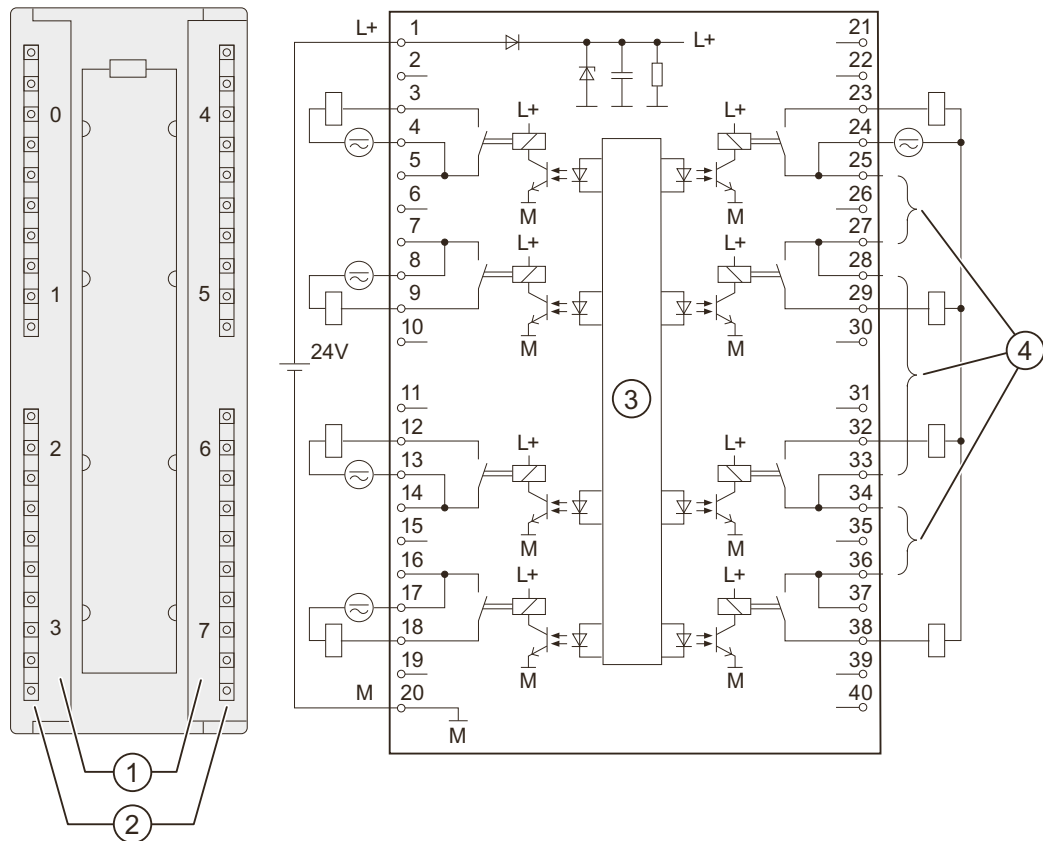 0 4
1 5
2 6
3 7
1
2
L+ 1 L+ 21
2 22
3 L+ L+ 23
4 24
5 25
6 M M 26
7 L+ L+ 27
8 28
9 29
10 M M 30
24V
3
4
11 31
12 L+ L+ 32
13 33
14 34
15 M M 35
16 L+ L+ 36
17 37
18 38
19 M M 39
M 20 M 40